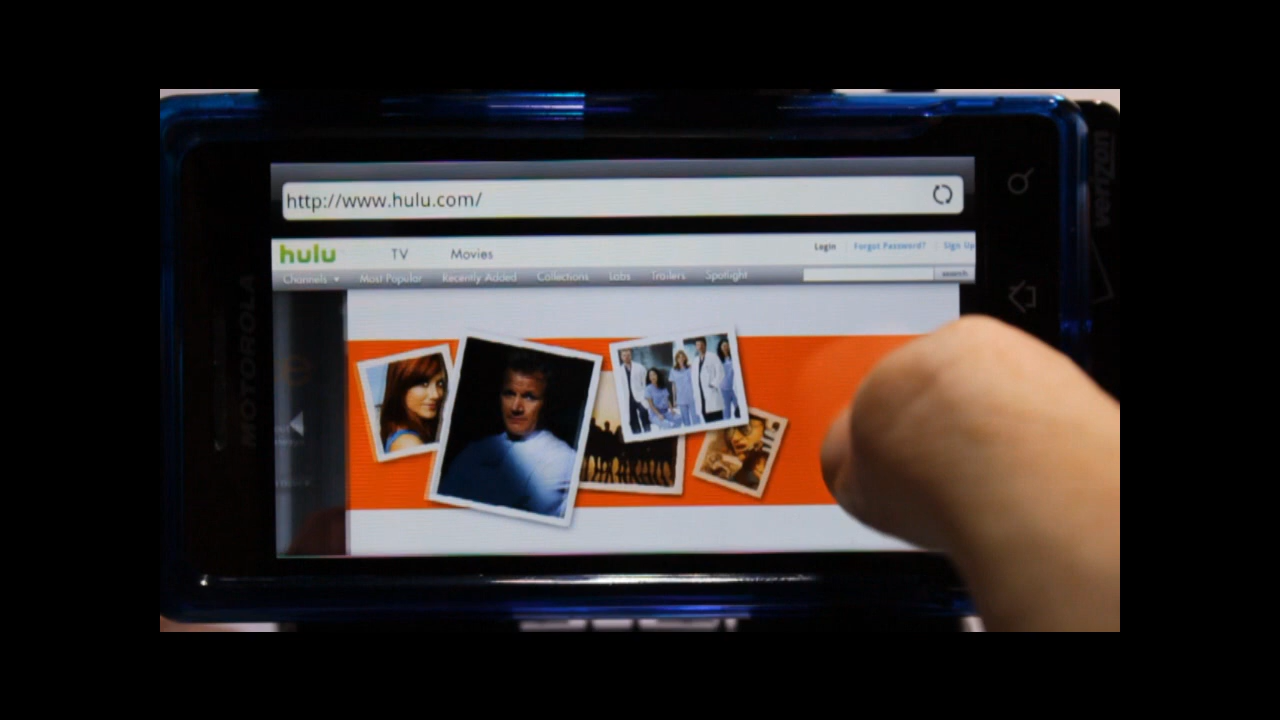 http://www.hulu.com/
hulu TV Movies Login Forgot Password? Sign Up
Channels Most Popular Recently Added Collections Labs Trailers Spotlight search
MOTOROLA
verizon